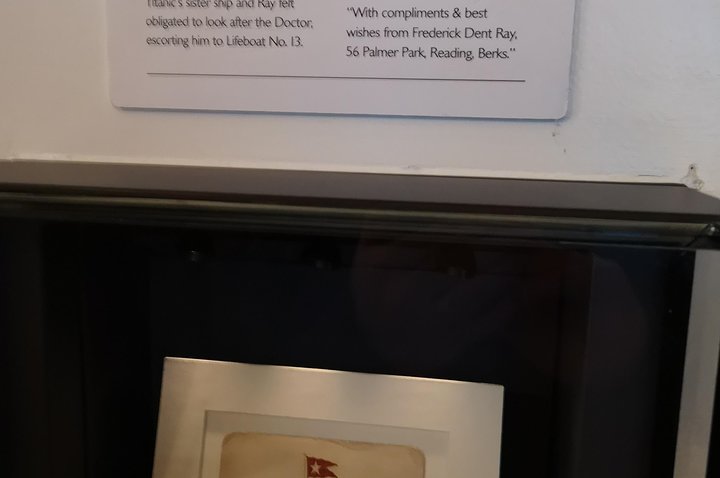 Titanic's sister ship and Ray felt
obligated to look after the Doctor,
escorting him to Lifeboat No. 13.
"With compliments & best
wishes from Frederick Dent Ray,
56 Palmer Park, Reading, Berks."